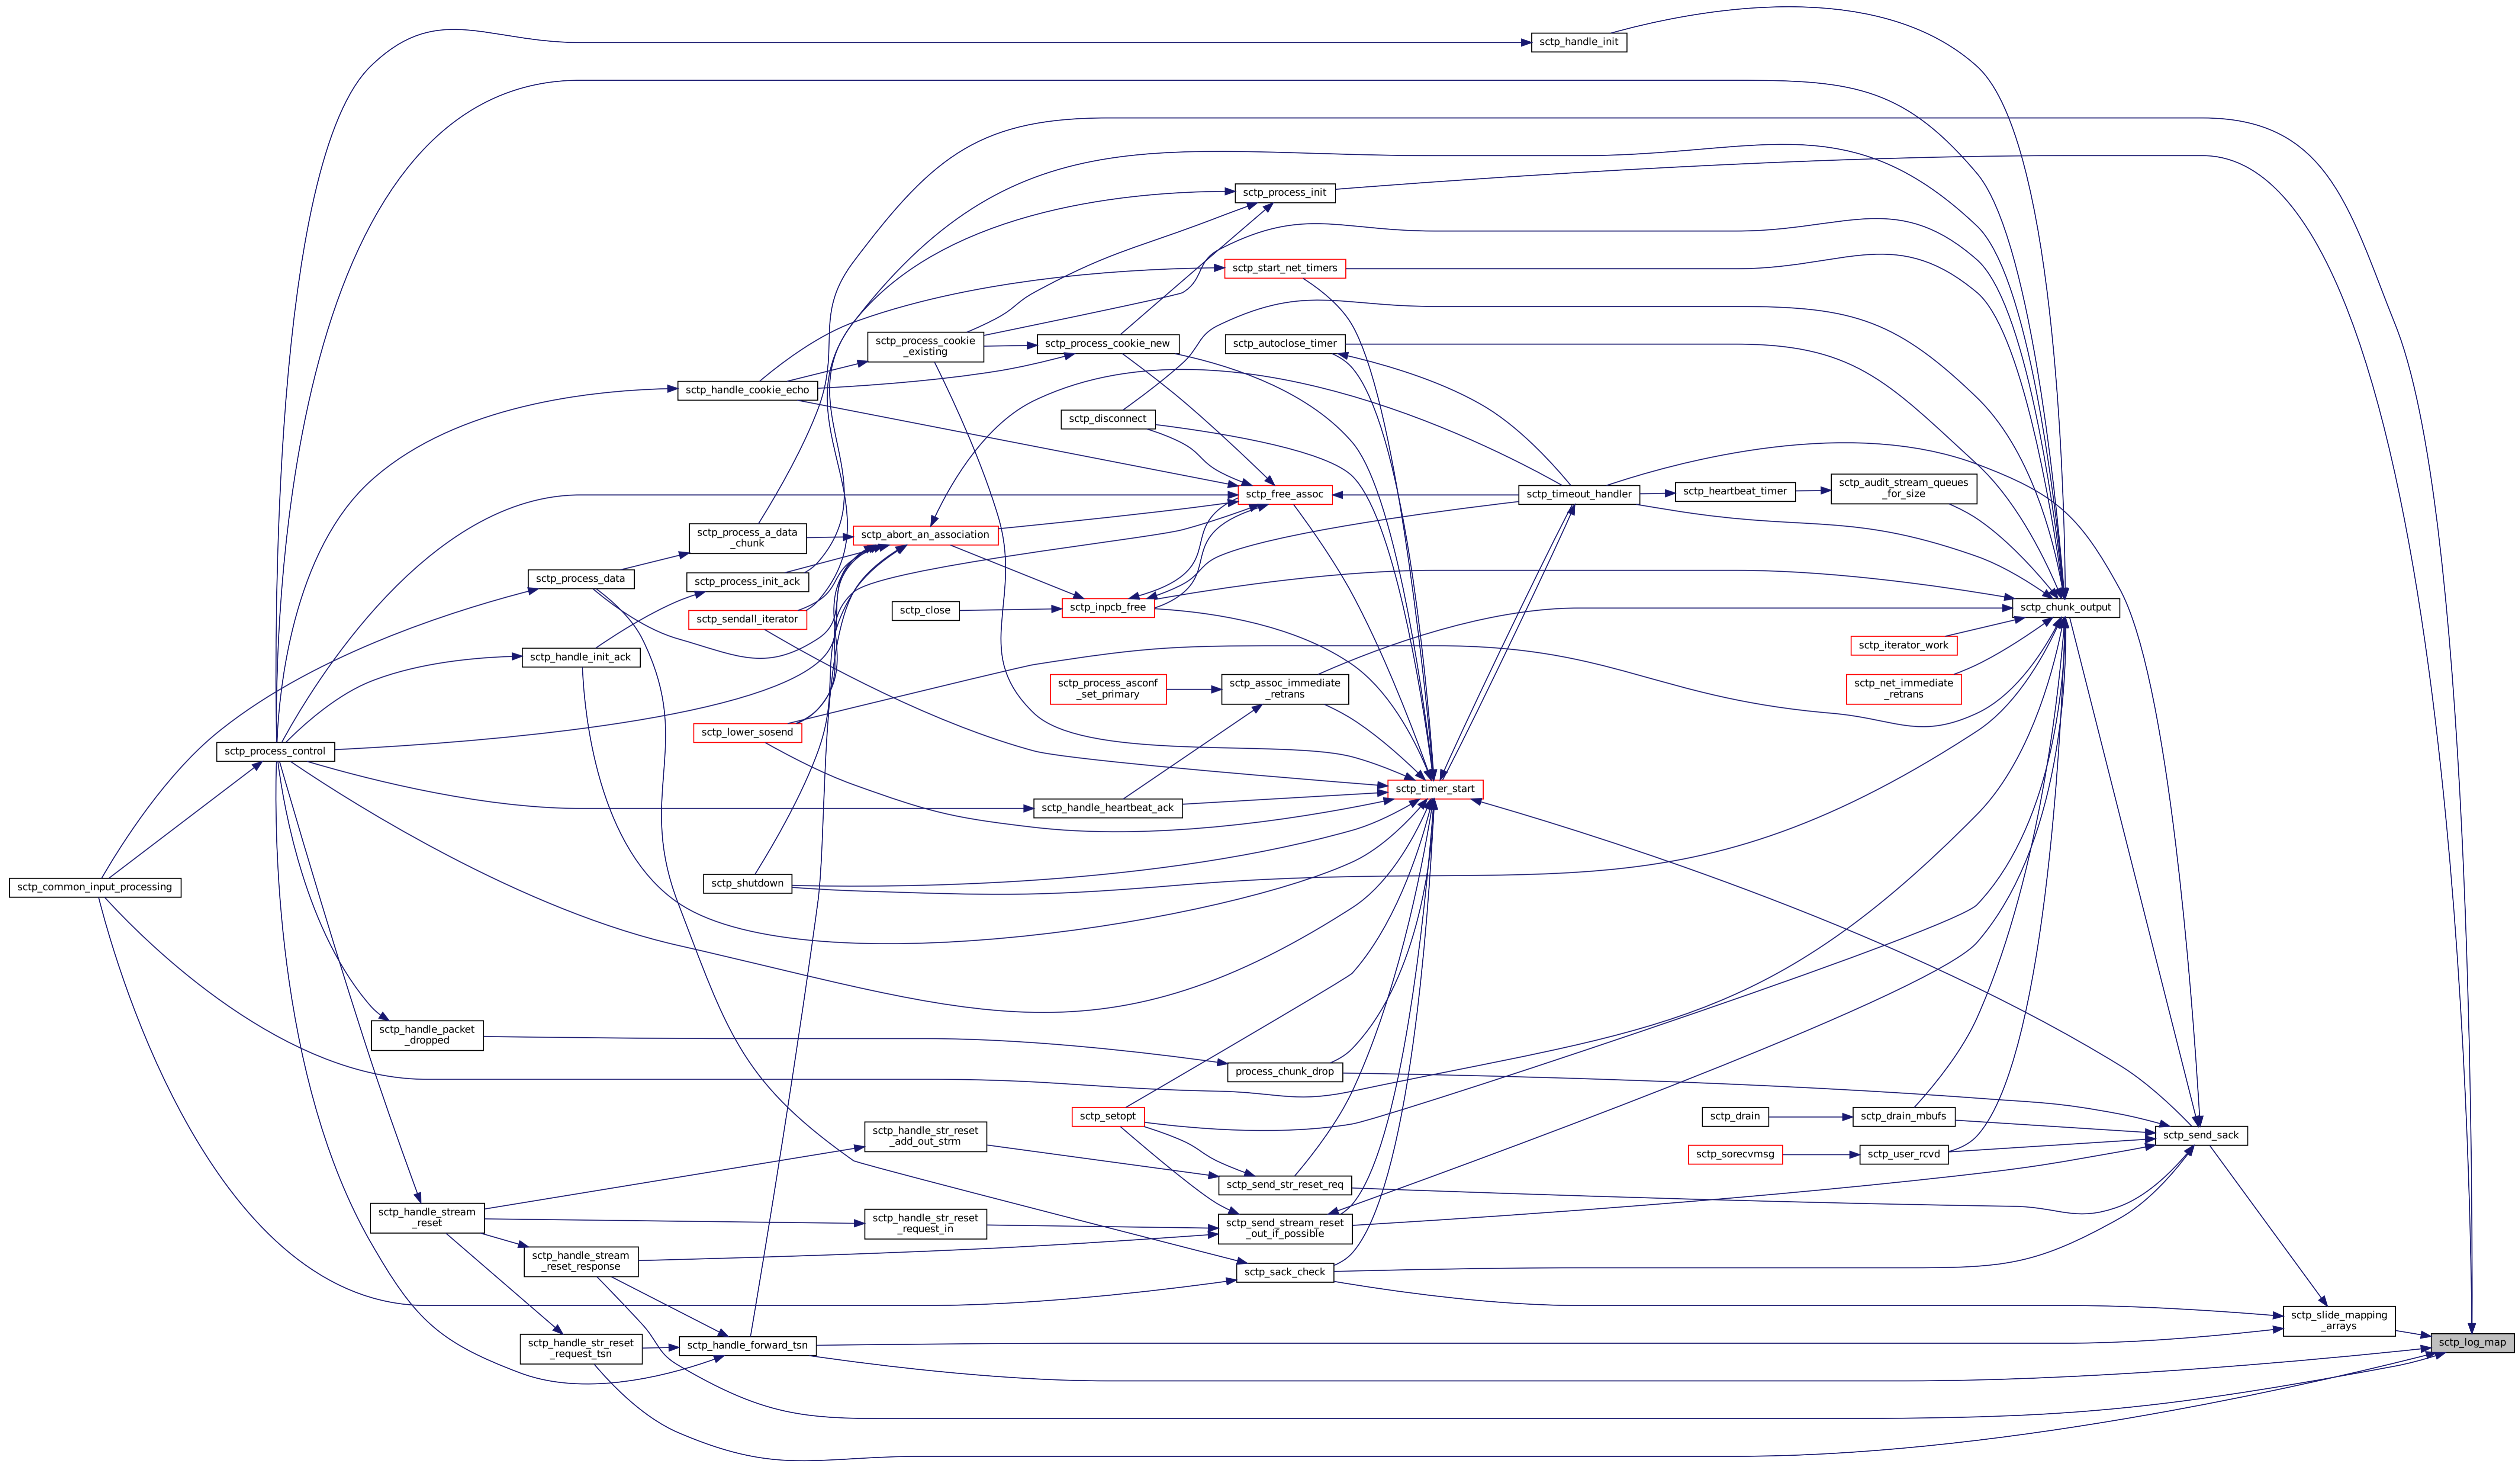 sctp_handle_init
sctp_process_init
sctp_start_net_timers
sctp_process_cookie
_existing
sctp_process_cookie_new
sctp_autoclose_timer
sctp_handle_cookie_echo
sctp_disconnect
sctp_free_assoc
sctp_timeout_handler
sctp_heartbeat_timer
sctp_audit_stream_queues
_for_size
sctp_process_a_data
_chunk
sctp_abort_an_association
sctp_process_data
sctp_process_init_ack
sctp_sendall_iterator
sctp_close
sctp_inpcb_free
sctp_chunk_output
sctp_iterator_work
sctp_handle_init_ack
sctp_process_asconf
_set_primary
sctp_assoc_immediate
_retrans
sctp_net_immediate
_retrans
sctp_lower_sosend
sctp_process_control
sctp_timer_start
sctp_handle_heartbeat_ack
sctp_common_input_processing
sctp_shutdown
sctp_handle_packet
_dropped
process_chunk_drop
sctp_setopt
sctp_drain
sctp_drain_mbufs
sctp_send_sack
sctp_handle_str_reset
_add_out_strm
sctp_sorecvmsg
sctp_user_rcvd
sctp_send_str_reset_req
sctp_handle_stream
_reset
sctp_handle_str_reset
_request_in
sctp_send_stream_reset
_out_if_possible
sctp_handle_stream
_reset_response
sctp_sack_check
sctp_slide_mapping
_arrays
sctp_handle_str_reset
_request_tsn
sctp_handle_forward_tsn
sctp_log_map